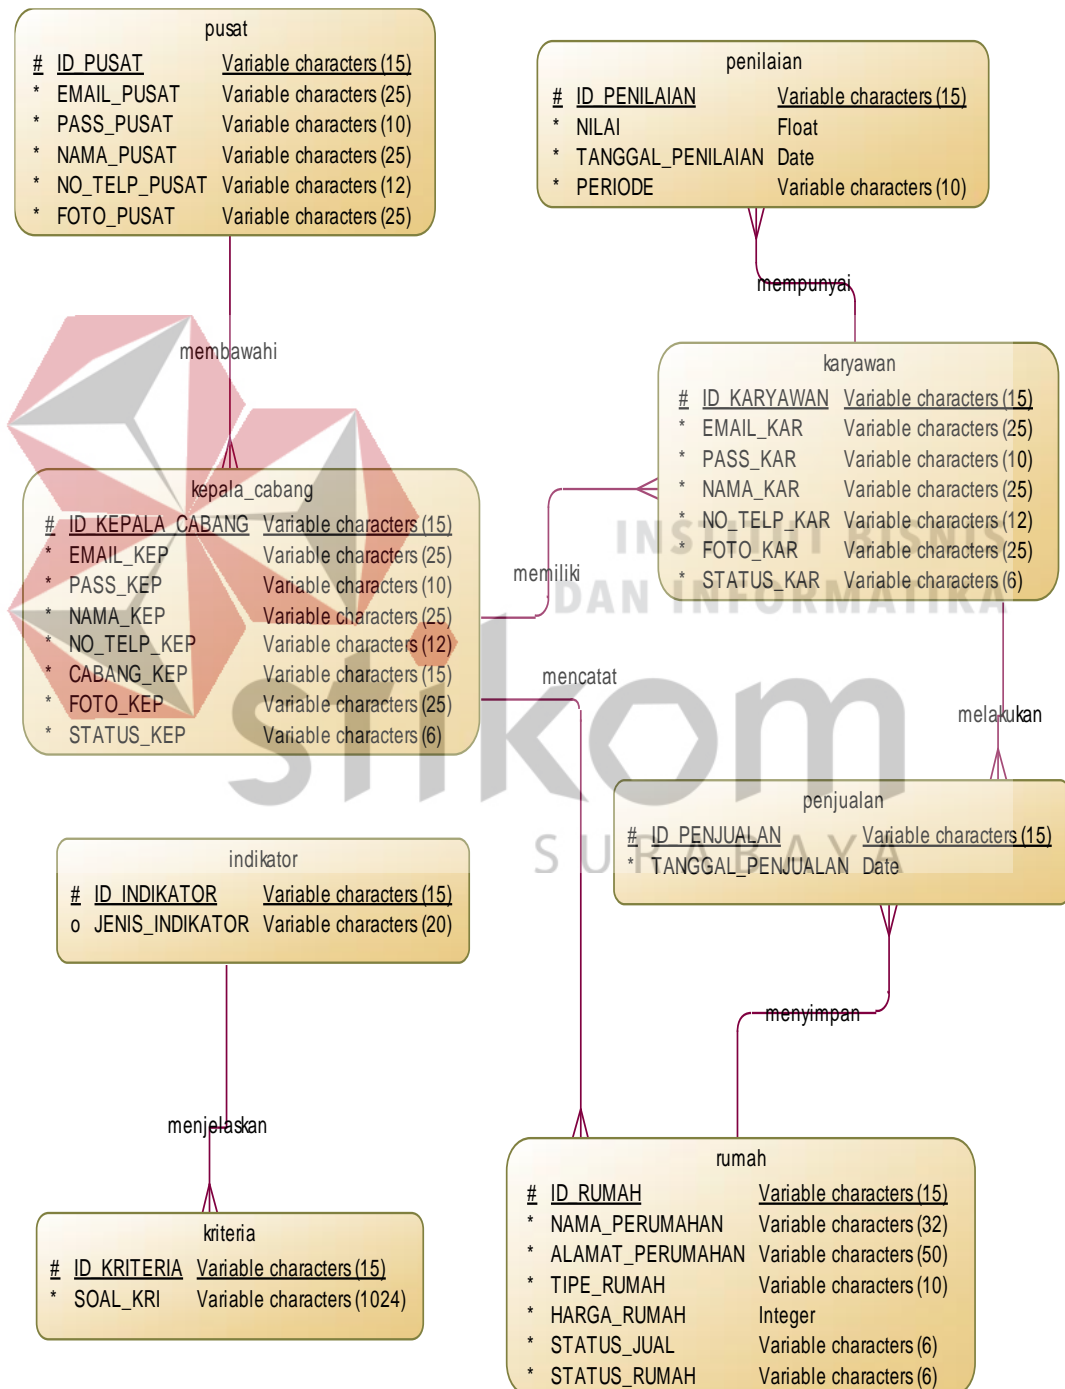 pusat
# ID_PUSAT Variable characters (15)
* EMAIL_PUSAT Variable characters (25)
* PASS_PUSAT Variable characters (10)
* NAMA_PUSAT Variable characters (25)
* NO_TELP_PUSAT Variable characters (12)
* FOTO_PUSAT Variable characters (25)
penilaian
# ID_PENILAIAN Variable characters (15)
* NILAI Float
* TANGGAL_PENILAIAN Date
* PERIODE Variable characters (10)
mempunyai
membawahi
karyawan
# ID_KARYAWAN Variable characters (15)
* EMAIL_KAR Variable characters (25)
* PASS_KAR Variable characters (10)
* NAMA_KAR Variable characters (25)
* NO_TELP_KAR Variable characters (12)
* FOTO_KAR Variable characters (25)
* STATUS_KAR Variable characters (6)
kepala_cabang
# ID_KEPALA_CABANG Variable characters (15)
* EMAIL_KEP Variable characters (25)
* PASS_KEP Variable characters (10)
* NAMA_KEP Variable characters (25)
* NO_TELP_KEP Variable characters (12)
* CABANG_KEP Variable characters (15)
* FOTO_KEP Variable characters (25)
* STATUS_KEP Variable characters (6)
memiliki
mencatat
melakukan
INSTITUT BISNIS
DAN INFORMATIKA
stikom
SURABAYA
penjualan
# ID_PENJUALAN Variable characters (15)
* TANGGAL_PENJUALAN Date
indikator
# ID_INDIKATOR Variable characters (15)
o JENIS_INDIKATOR Variable characters (20)
menyimpan
menjelaskan
rumah
# ID_RUMAH Variable characters (15)
* NAMA_PERUMAHAN Variable characters (32)
* ALAMAT_PERUMAHAN Variable characters (50)
* TIPE_RUMAH Variable characters (10)
* HARGA_RUMAH Integer
* STATUS_JUAL Variable characters (6)
* STATUS_RUMAH Variable characters (6)
kriteria
# ID_KRITERIA Variable characters (15)
* SOAL_KRI Variable characters (1024)